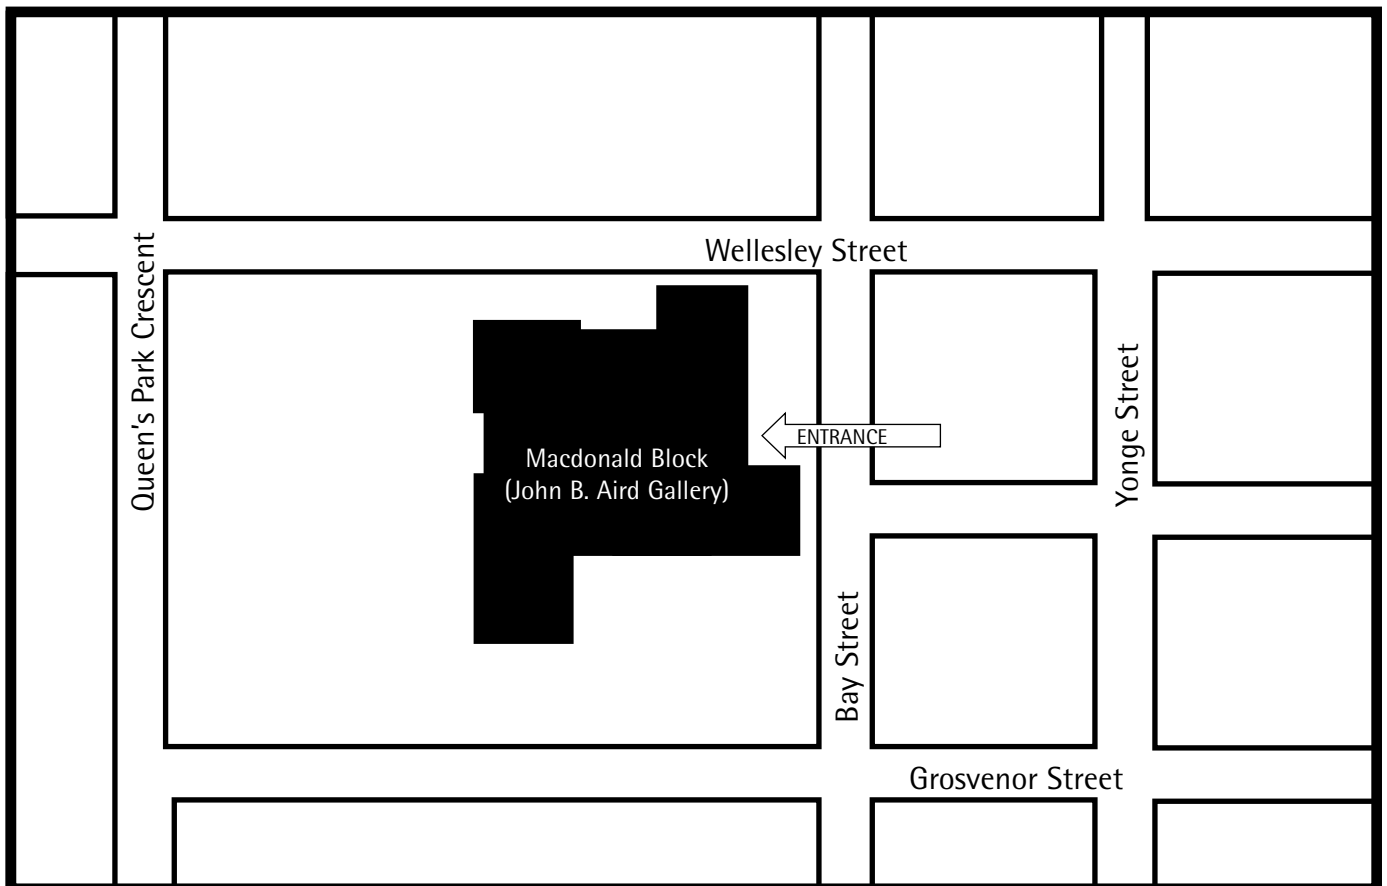 Wellesley Street
Queen's Park Crescent
Yonge Street
ENTRANCE
Macdonald Block
(John B. Aird Gallery)
Bay Street
Grosvenor Street